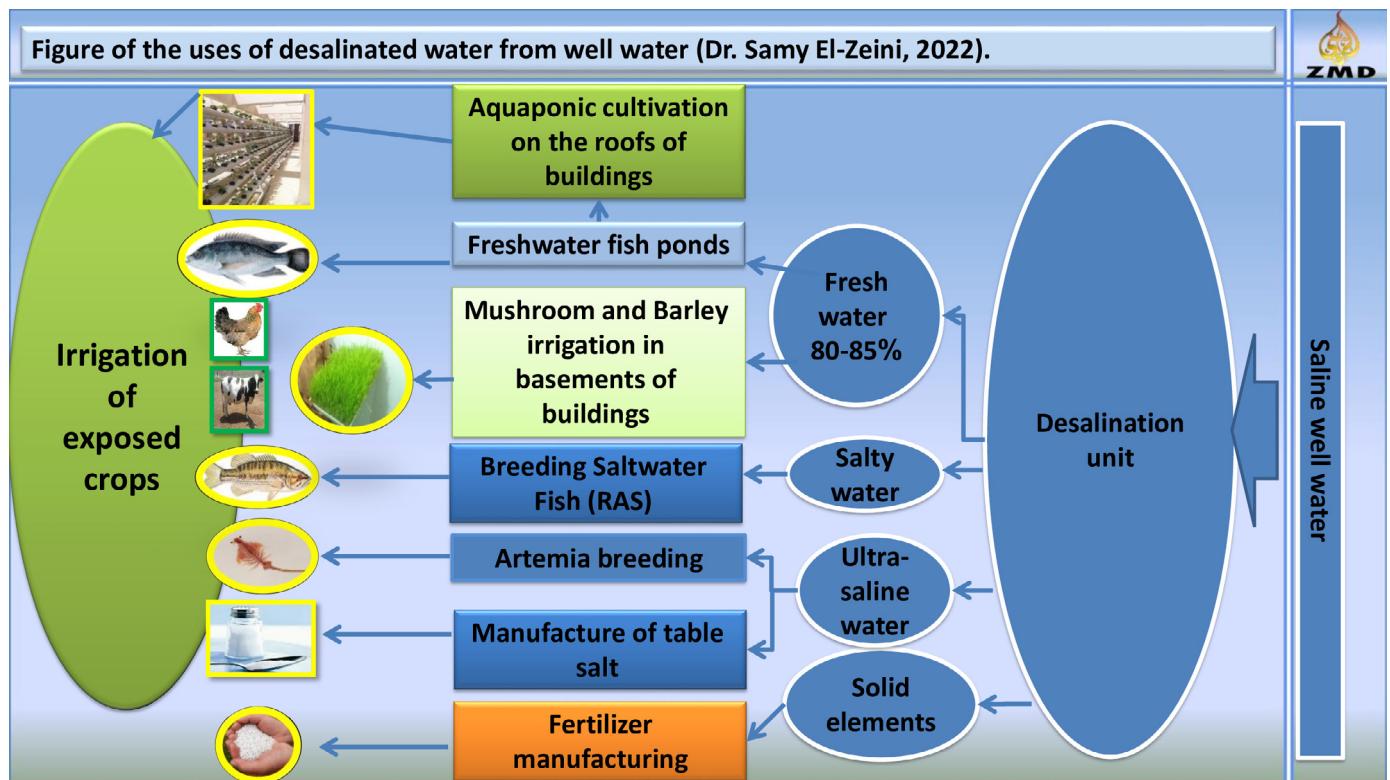 Figure of the uses of desalinated water from well water (Dr. Samy El-Zeini, 2022).
ZMD
Aquaponic cultivation
on the roofs of
buildings
Freshwater fish ponds
Mushroom and Barley
irrigation in
basements of
buildings
Breeding Saltwater
Fish (RAS)
Artemia breeding
Manufacture of table
salt
Fertilizer
manufacturing
Irrigation
of
exposed
crops
Fresh
water
80-85%
Salty
water
Ultra-
saline
water
Solid
elements
Desalination
unit
Saline well water